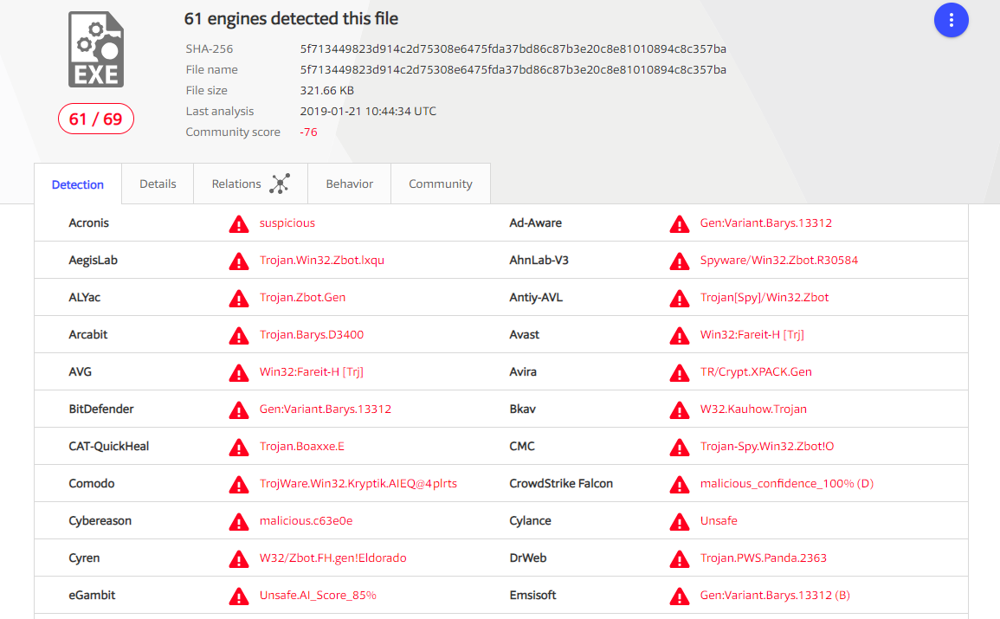 61 engines detected this file
SHA-256 5f713449823d914c2d75308e6475fda37bd86c87b3e20c8e81010894c8c357ba
File name 5f713449823d914c2d75308e6475fda37bd86c87b3e20c8e81010894c8c357ba
File size 321.66 KB
Last analysis 2019-01-21 10:44:34 UTC
Community score -76
EXE
61 / 69
Detection Details Relations Behavior Community
Acronis suspicious Ad-Aware Gen:Variant.Barys.13312
AegisLab Trojan.Win32.Zbot.lxqu AhnLab-V3 Spyware/Win32.Zbot.R30584
ALYac Trojan.Zbot.Gen Antiy-AVL Trojan[Spy]/Win32.Zbot
Arcabit Trojan.Barys.D3400 Avast Win32:Fareit-H [Trj]
AVG Win32:Fareit-H [Trj] Avira TR/Crypt.XPACK.Gen
BitDefender Gen:Variant.Barys.13312 Bkav W32.Kauhow.Trojan
CAT-QuickHeal Trojan.Boaxxe.E CMC Trojan-Spy.Win32.Zbot!O
Comodo TrojWare.Win32.Kryptik.AIEQ@4plrts CrowdStrike Falcon malicious_confidence_100% (D)
Cybereason malicious.c63e0e Cylance Unsafe
Cyren W32/Zbot.FH.gen!Eldorado DrWeb Trojan.PWS.Panda.2363
eGambit Unsafe.AI_Score_85% Emsisoft Gen:Variant.Barys.13312 (B)